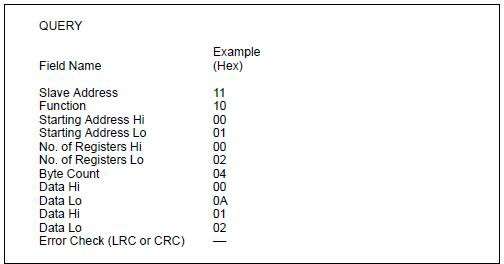 QUERY
Example
Field Name (Hex)
Slave Address 11
Function 10
Starting Address Hi 00
Starting Address Lo 01
No. of Registers Hi 00
No. of Registers Lo 02
Byte Count 04
Data Hi 00
Data Lo 0A
Data Hi 01
Data Lo 02
Error Check (LRC or CRC) —